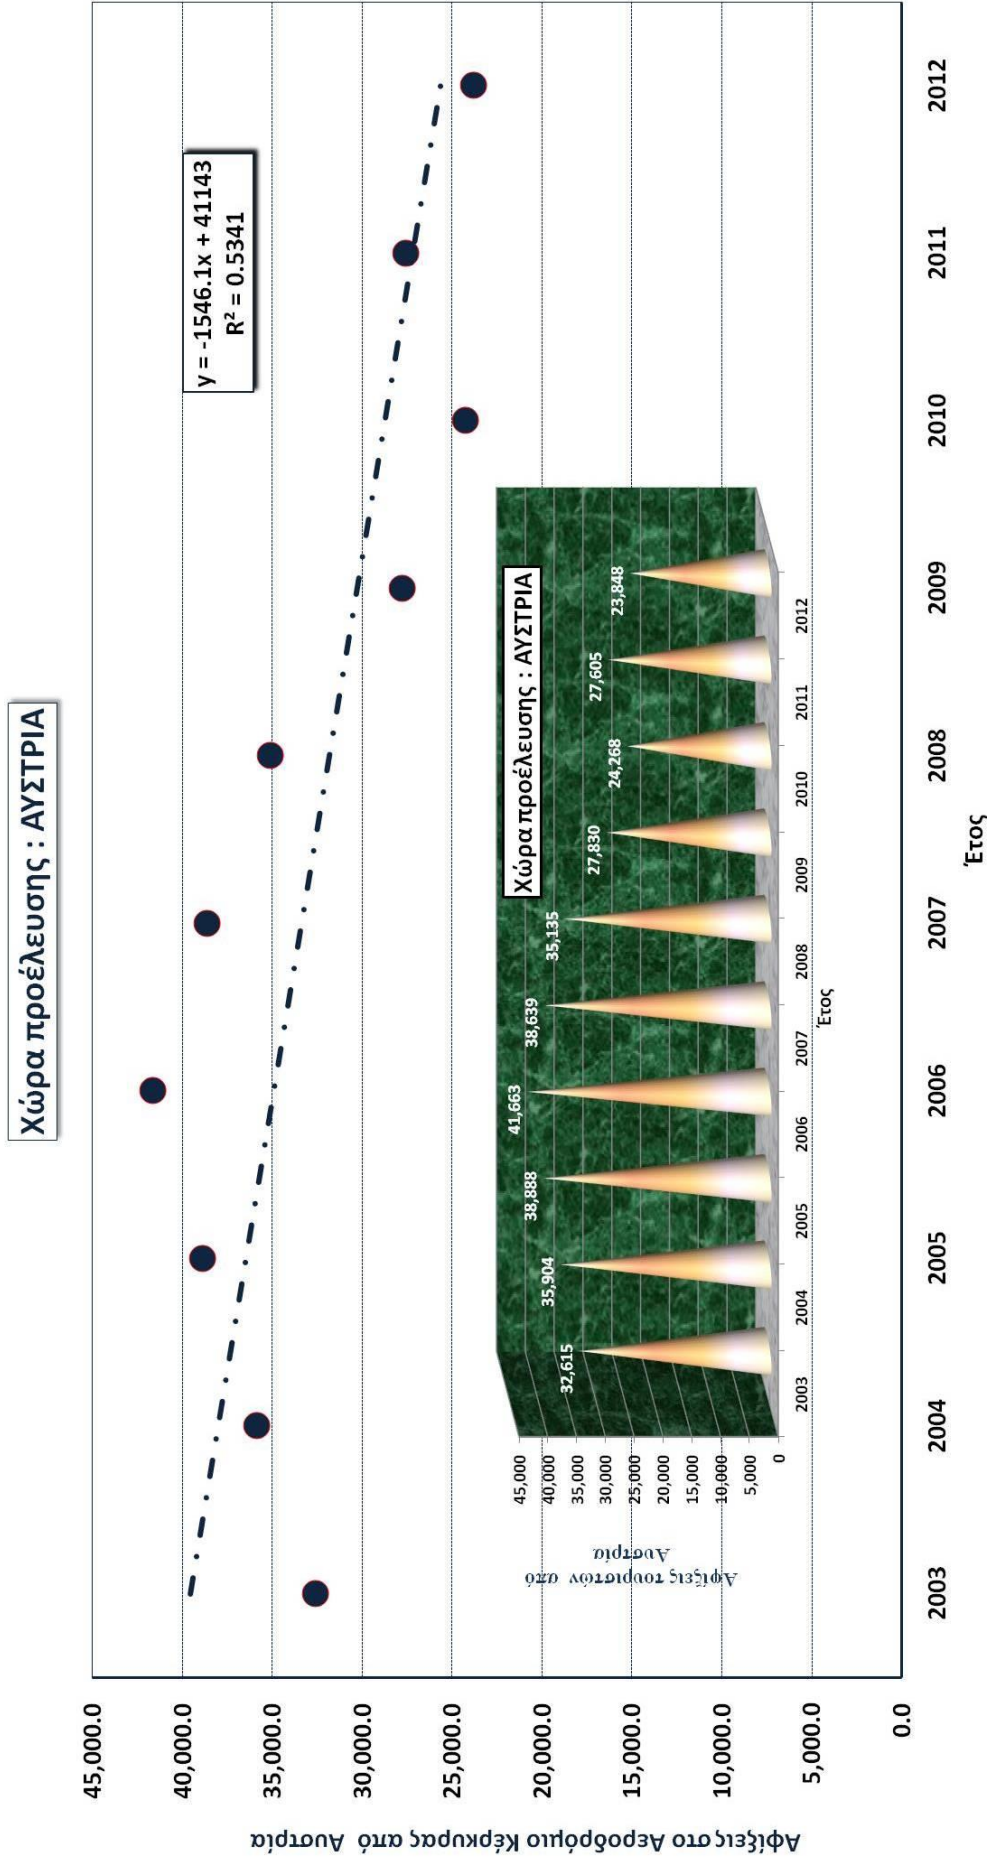 Χώρα προέλευσης : ΑΥΣΤΡΙΑ
Αφίξεις στο Αεροδρόμιο Κέρκυρας από Αυστρία
45,000.0
40,000.0
35,000.0
30,000.0
25,000.0
20,000.0
15,000.0
10,000.0
5,000.0
0.0
y = -1546.1x + 41143
R² = 0.5341
Χώρα προέλευσης : ΑΥΣΤΡΙΑ
Αφίξεις τουριστών από
Αυστρία
45,000
40,000
35,000
30,000
25,000
20,000
15,000
10,000
5,000
0
32,615
35,904
38,888
41,663
38,639
35,135
27,830
24,268
27,605
23,848
2003 2004 2005 2006 2007 2008 2009 2010 2011 2012
Έτος
2003 2004 2005 2006 2007 2008 2009 2010 2011 2012
Έτος